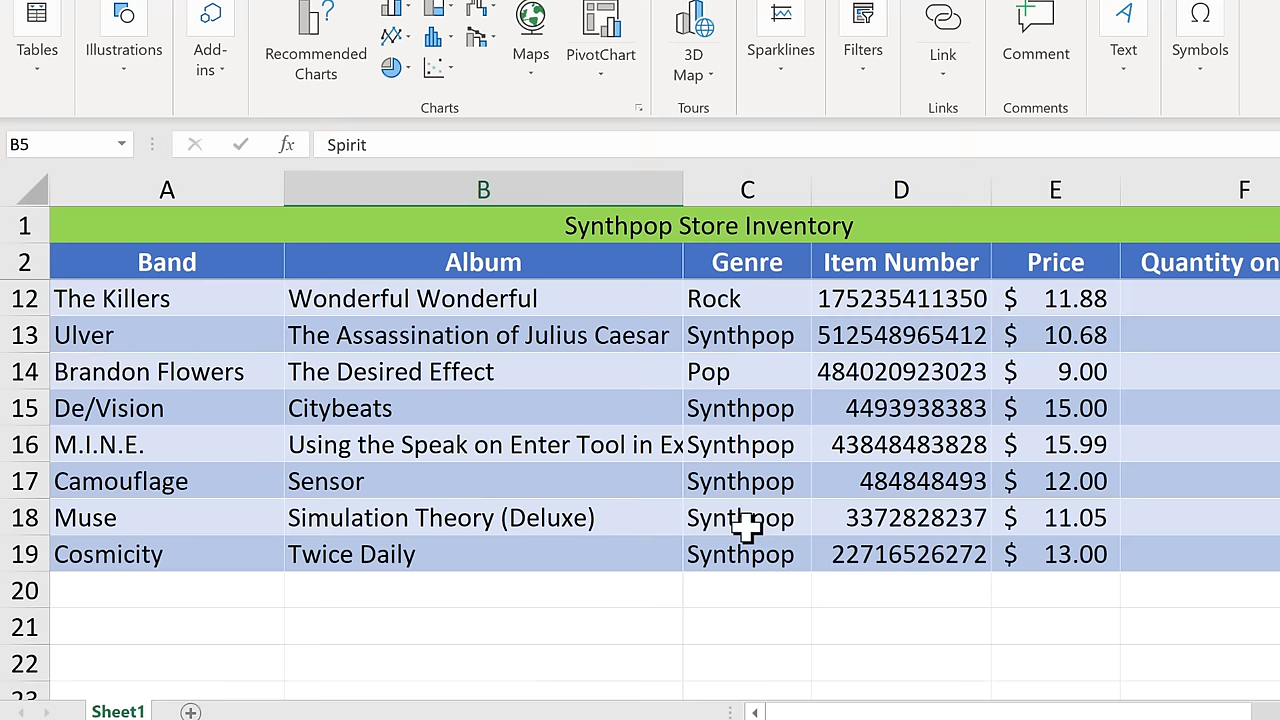 Tables Illustrations Add-ins Recommended Charts Maps PivotChart 3D Map Sparklines Filters Link Comment Text Symbols
Charts Tours Links Comments
B5 fx Spirit
A B C D E F
1 Synthpop Store Inventory
2 Band Album Genre Item Number Price Quantity on
12 The Killers Wonderful Wonderful Rock 175235411350 $ 11.88
13 Ulver The Assassination of Julius Caesar Synthpop 512548965412 $ 10.68
14 Brandon Flowers The Desired Effect Pop 484020923023 $ 9.00
15 De/Vision Citybeats Synthpop 4493938383 $ 15.00
16 M.I.N.E. Using the Speak on Enter Tool in Ex Synthpop 43848483828 $ 15.99
17 Camouflage Sensor Synthpop 484848493 $ 12.00
18 Muse Simulation Theory (Deluxe) Synthpop 3372828237 $ 11.05
19 Cosmicity Twice Daily Synthpop 22716526272 $ 13.00
20
21
22
23
Sheet1